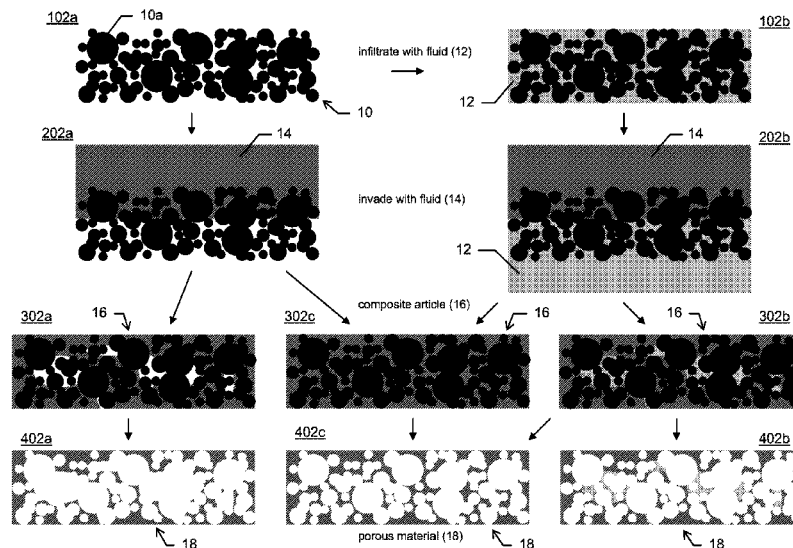 102a
10a
infiltrate with fluid (12)
102b
12
10
202a
14
14
202b
invade with fluid (14)
12
composite article (16)
302a
16
302c
16
16
302b
402a
402c
402b
18
porous material (18)
18
18